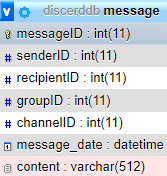 v discerddb message
messageID : int(11)
# senderID : int(11)
# recipientID : int(11)
# groupID : int(11)
# channelID : int(11)
message_date : datetime
content : varchar(512)